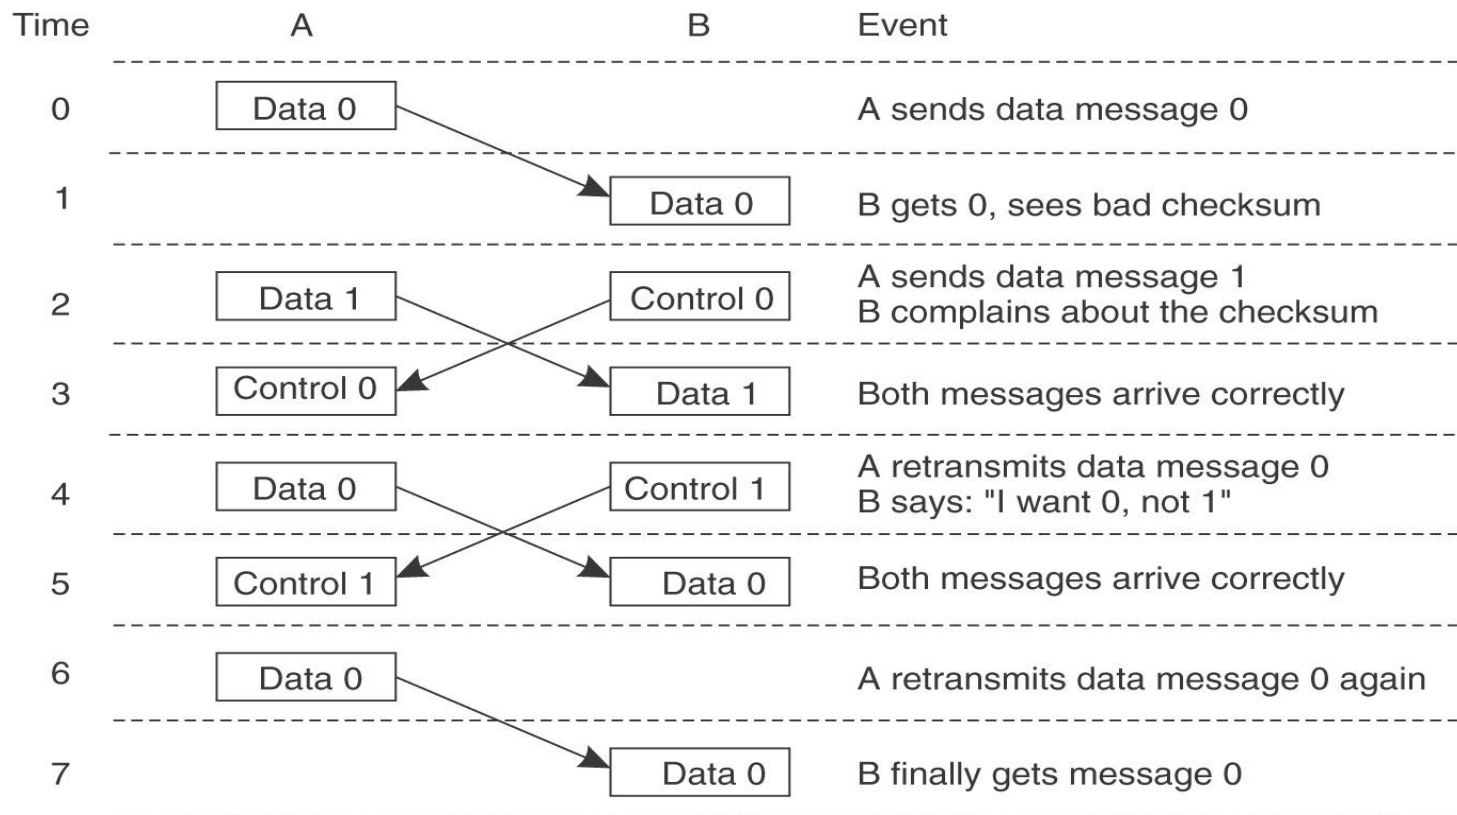 Time A B Event
0 Data 0 A sends data message 0
1 Data 0 B gets 0, sees bad checksum
2 Data 1 Control 0 A sends data message 1
B complains about the checksum
3 Control 0 Data 1 Both messages arrive correctly
4 Data 0 Control 1 A retransmits data message 0
B says: "I want 0, not 1"
5 Control 1 Data 0 Both messages arrive correctly
6 Data 0 A retransmits data message 0 again
7 Data 0 B finally gets message 0